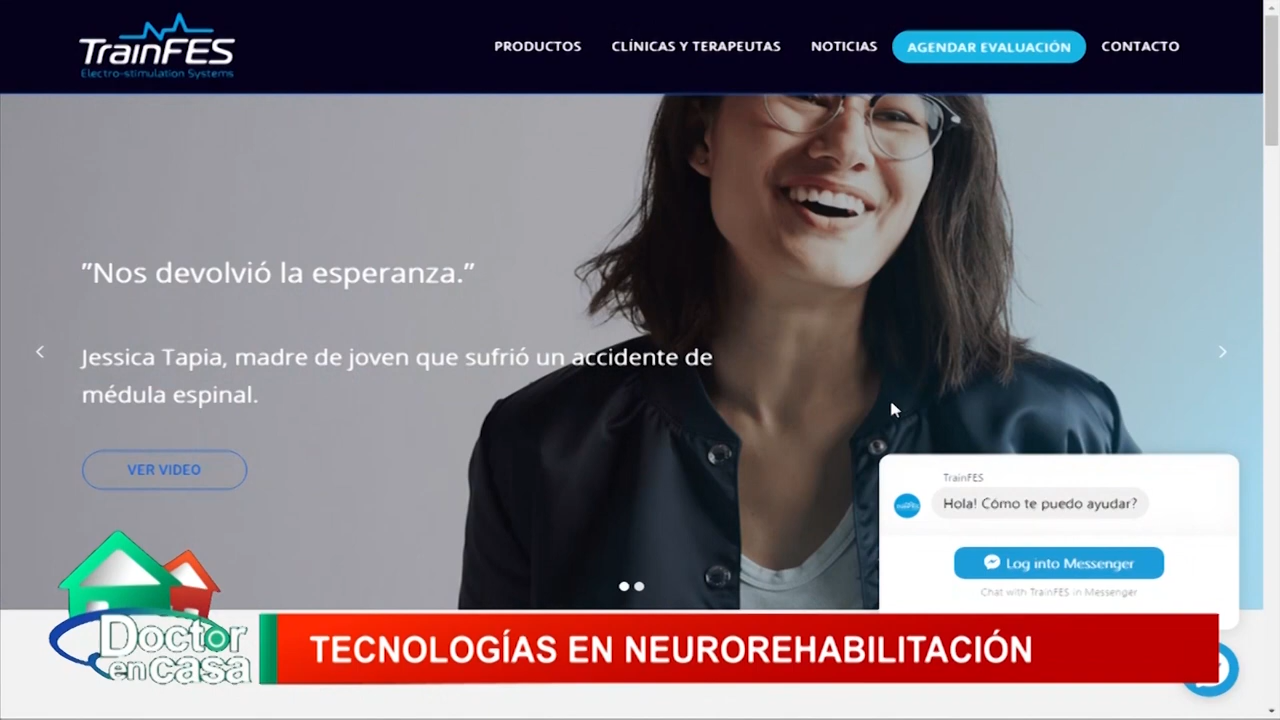 TrainFES
Electro-stimulation Systems
PRODUCTOS
CLÍNICAS Y TERAPEUTAS
NOTICIAS
AGENDAR EVALUACIÓN
CONTACTO
”Nos devolvió la esperanza.”
Jessica Tapia, madre de joven que sufrió un accidente de
médula espinal.
VER VIDEO
TrainFES
Hola! Cómo te puedo ayudar?
Log into Messenger
Chat with TrainFES in Messenger
Doctor
en casa
TECNOLOGÍAS EN NEUROREHABILITACIÓN